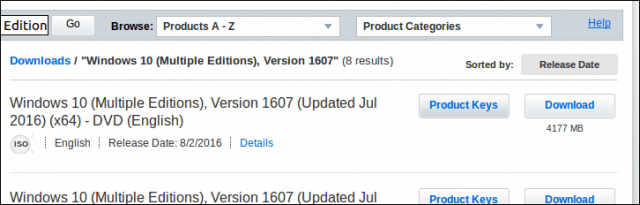 Edition Go Browse: Products A - Z Product Categories Help
Downloads / "Windows 10 (Multiple Editions), Version 1607" (8 results) Sorted by: Release Date
Windows 10 (Multiple Editions), Version 1607 (Updated Jul Product Keys Download
2016) (x64) - DVD (English) 4177 MB
ISO English Release Date: 8/2/2016 Details
Windows 10 (Multiple Editions), Version 1607 (Updated Jul Product Keys Download